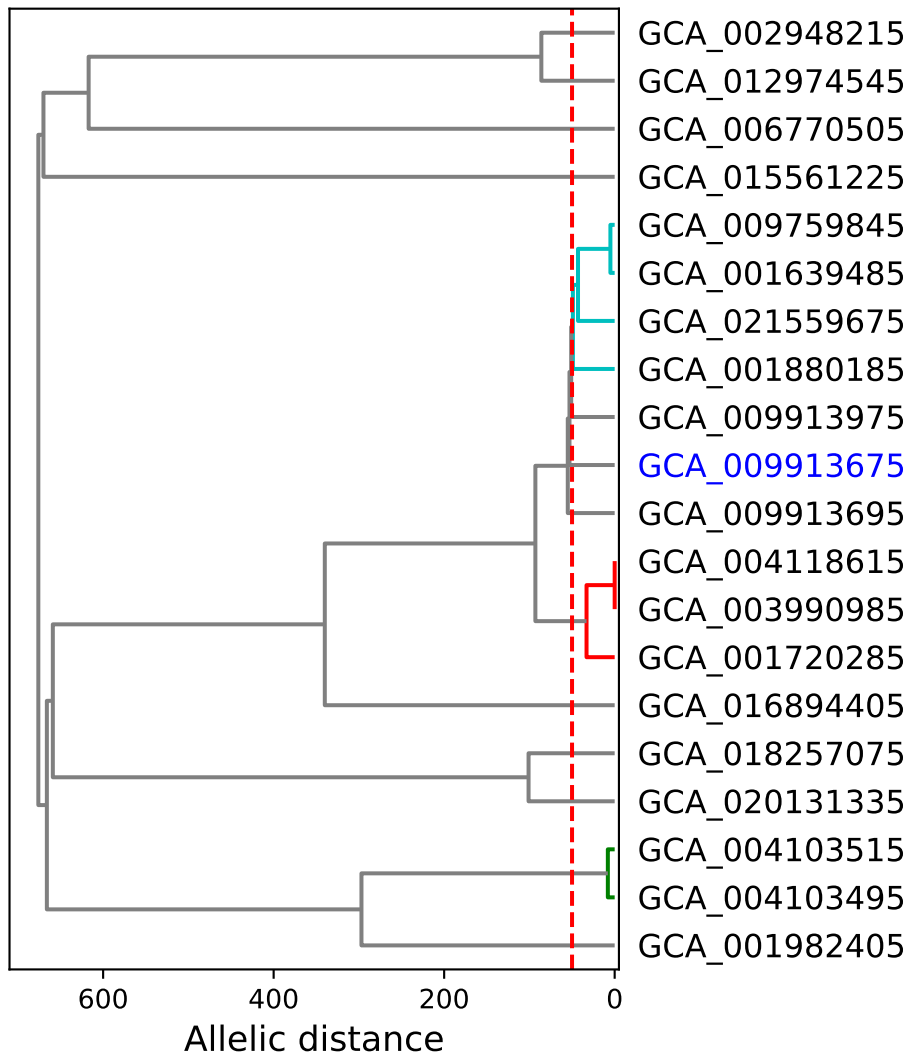 GCA_002948215
GCA_012974545
GCA_006770505
GCA_015561225
GCA_009759845
GCA_001639485
GCA_021559675
GCA_001880185
GCA_009913975
GCA_009913675
GCA_009913695
GCA_004118615
GCA_003990985
GCA_001720285
GCA_016894405
GCA_018257075
GCA_020131335
GCA_004103515
GCA_004103495
GCA_001982405
600 400 200 0
Allelic distance